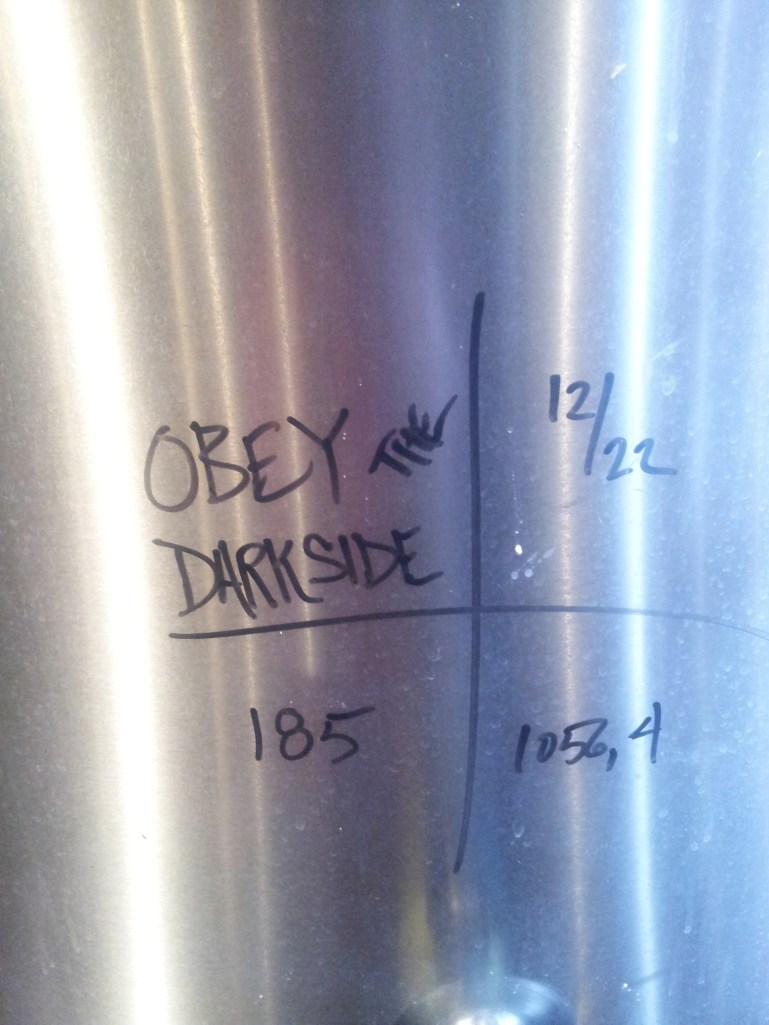 OBEY THE
DARKSIDE
12/22
185
1056, 4